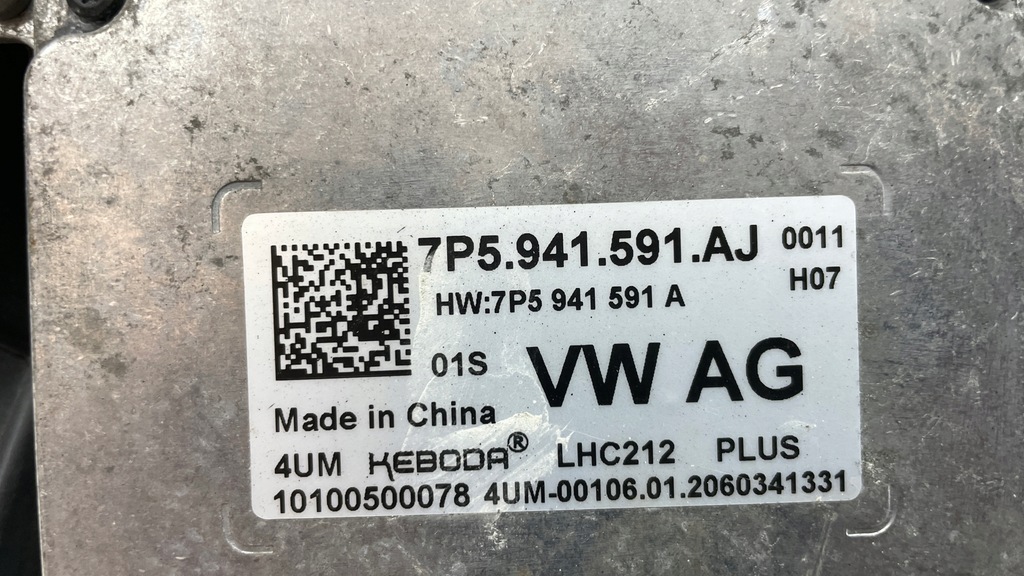 7P5.941.591.AJ 0011
HW:7P5 941 591 A H07
01S VW AG
Made in China
4UM KEBODA® LHC212 PLUS
10100500078 4UM-00106.01.2060341331